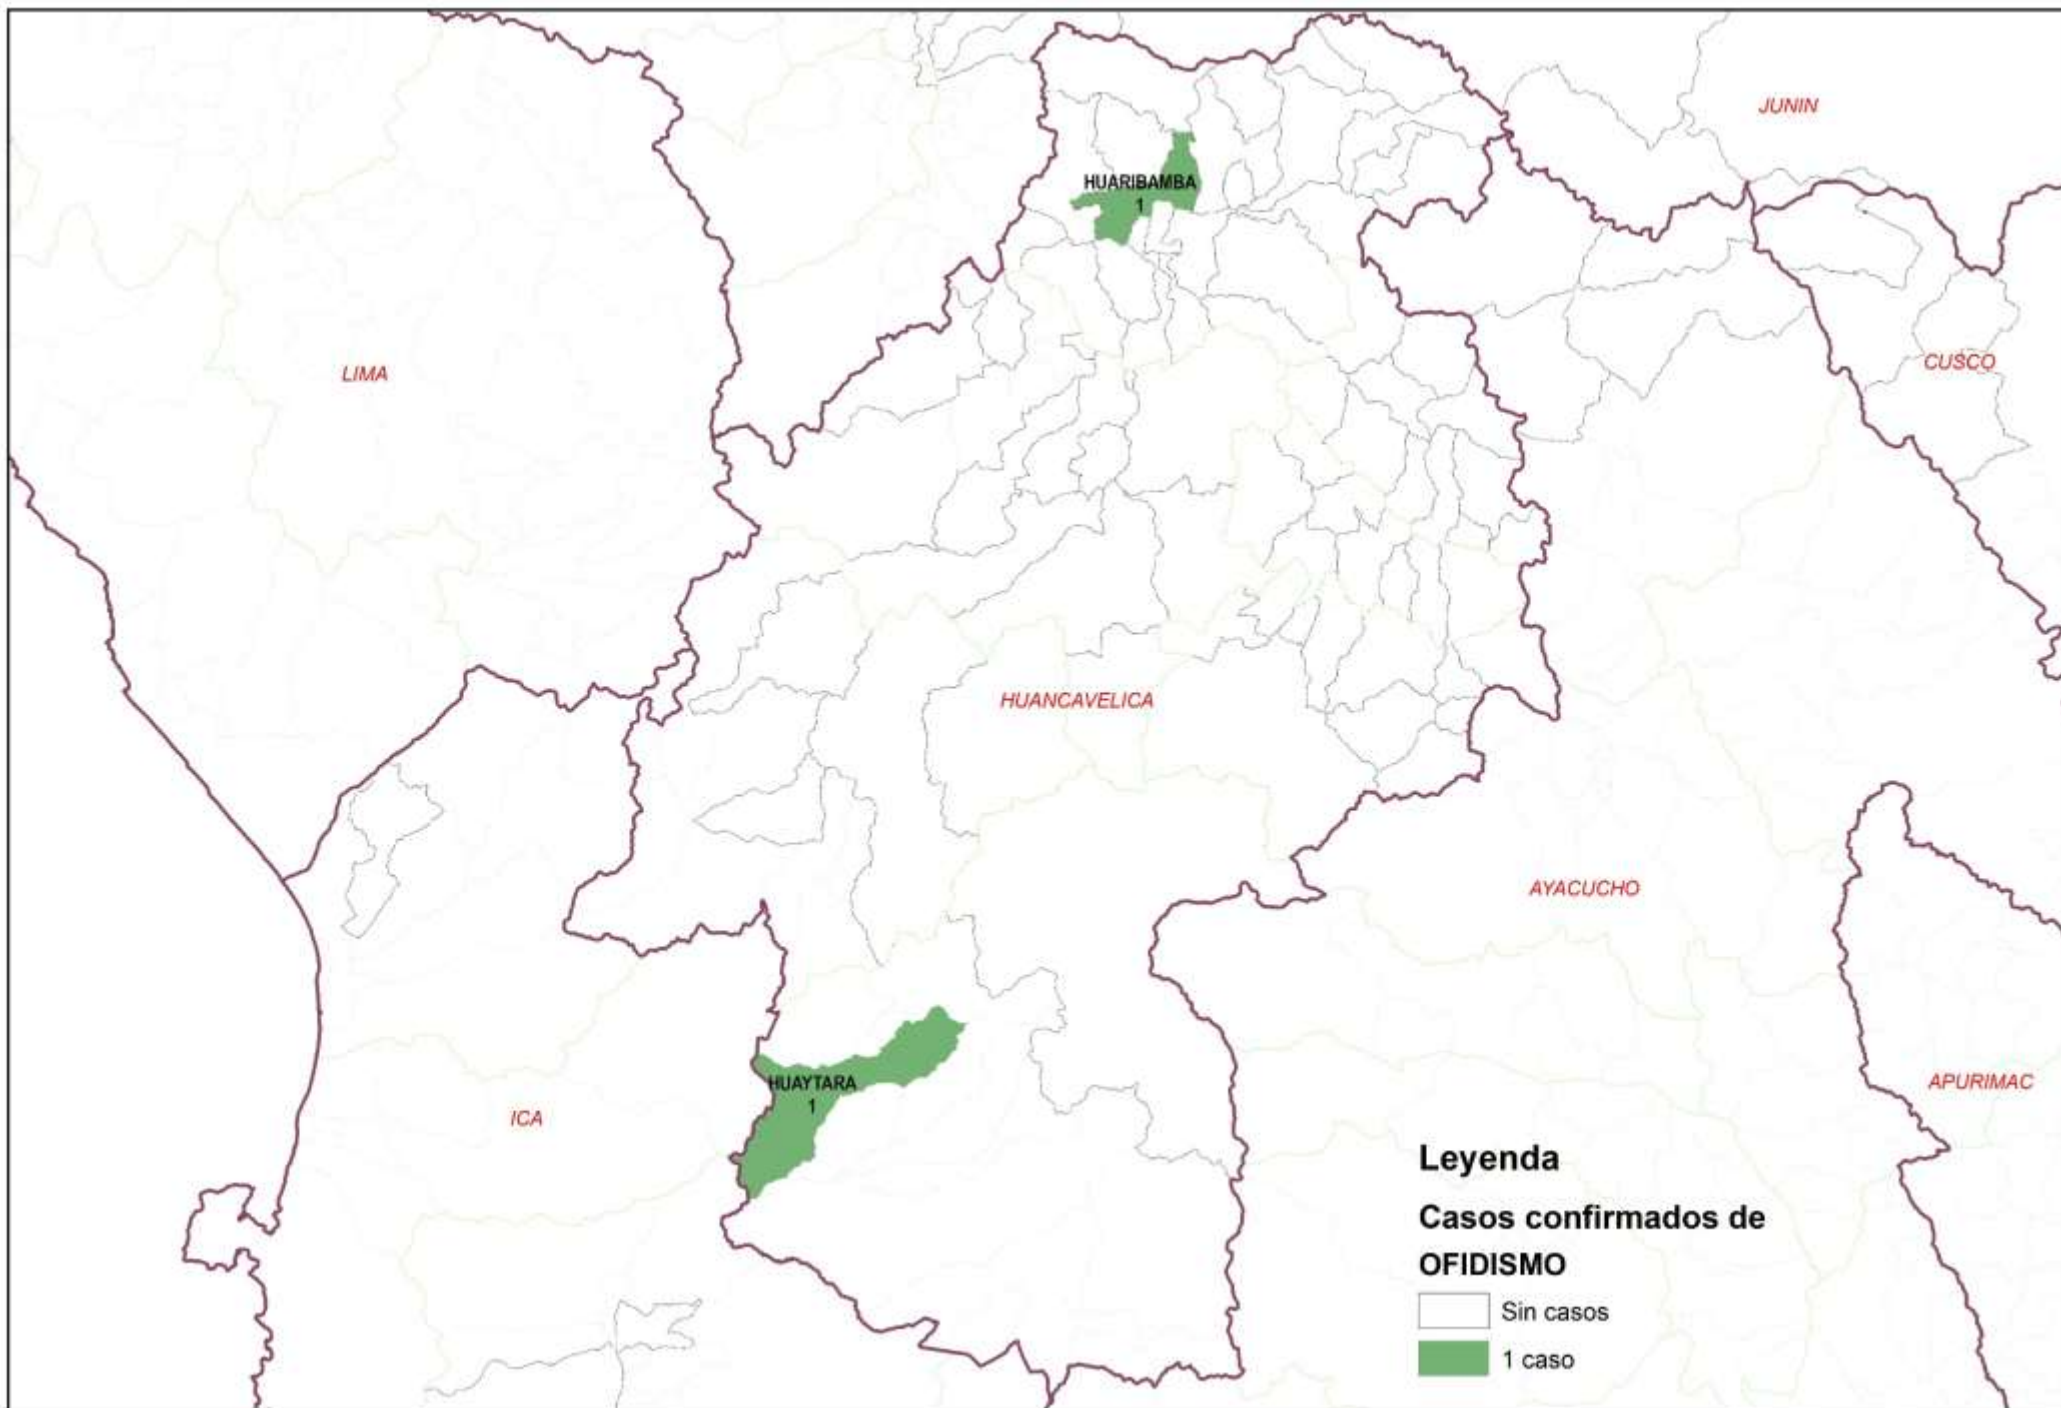 JUNIN
HUARIBAMBA
1
LIMA
CUSCO
HUANCAVELICA
AYACUCHO
HUAYTARA
1
ICA
APURIMAC
Leyenda
Casos confirmados de
OFIDISMO
Sin casos
1 caso